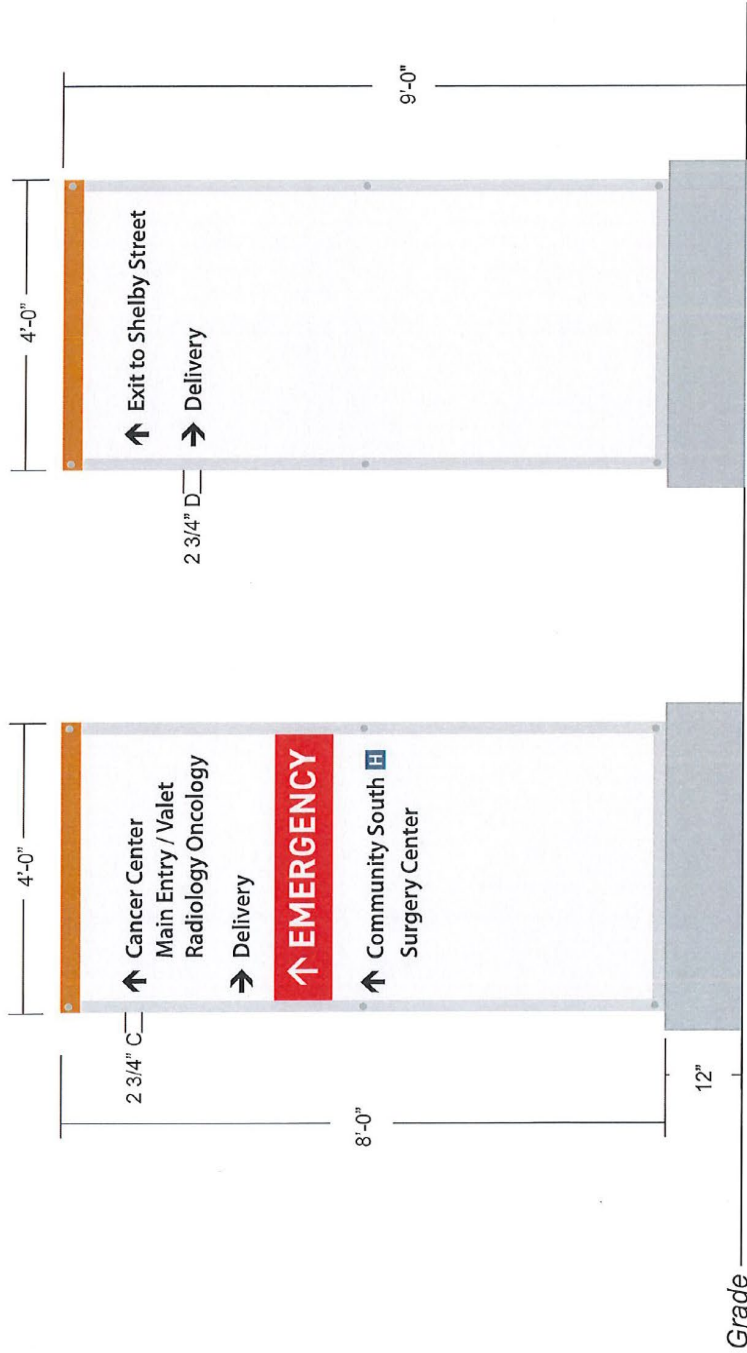 4'-0"
↑ Cancer Center
Main Entry / Valet
Radiology Oncology
→ Delivery
↑ EMERGENCY
↑ Community South H
Surgery Center
2 3/4" C
8'-0"
12"
Grade
4'-0"
↑ Exit to Shelby Street
→ Delivery
2 3/4" D
9'-0"